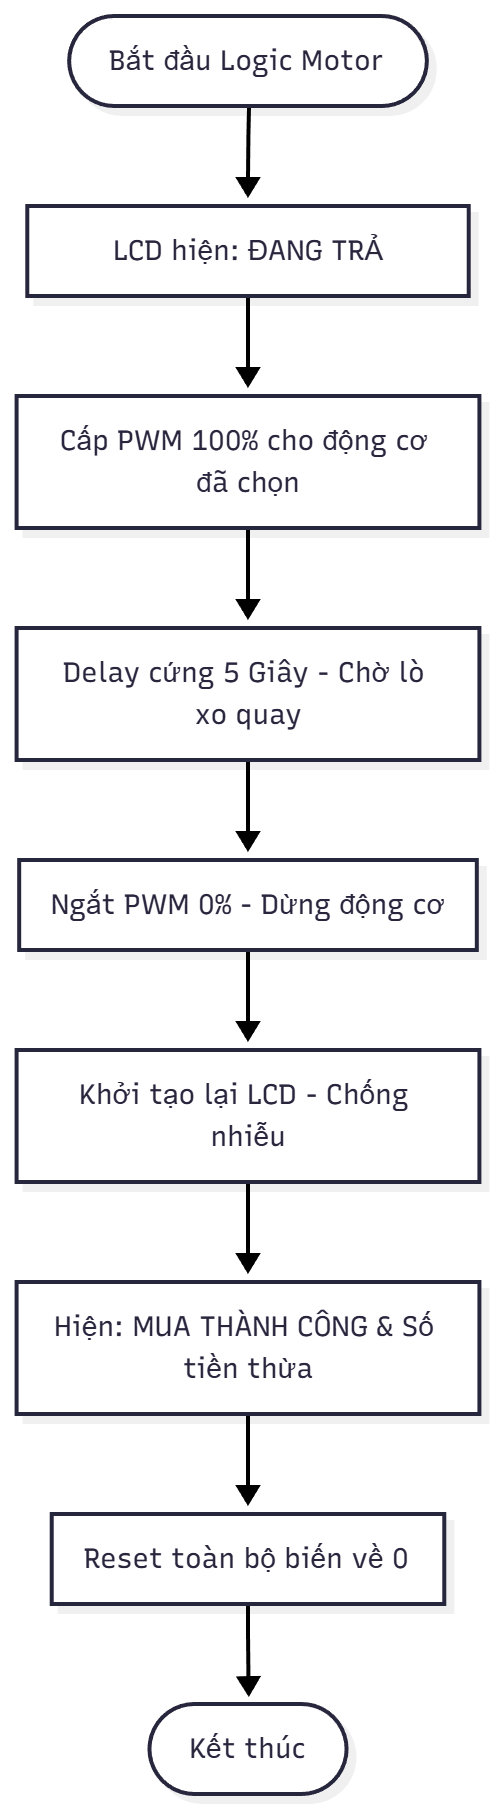 Bắt đầu Logic Motor
LCD hiện: ĐANG TRẢ
Cấp PWM 100% cho động cơ
đã chọn
Delay cứng 5 Giây - Chờ lò
xo quay
Ngắt PWM 0% - Dừng động cơ
Khởi tạo lại LCD - Chống
nhiễu
Hiện: MUA THÀNH CÔNG & Số
tiền thừa
Reset toàn bộ biến về 0
Kết thúc